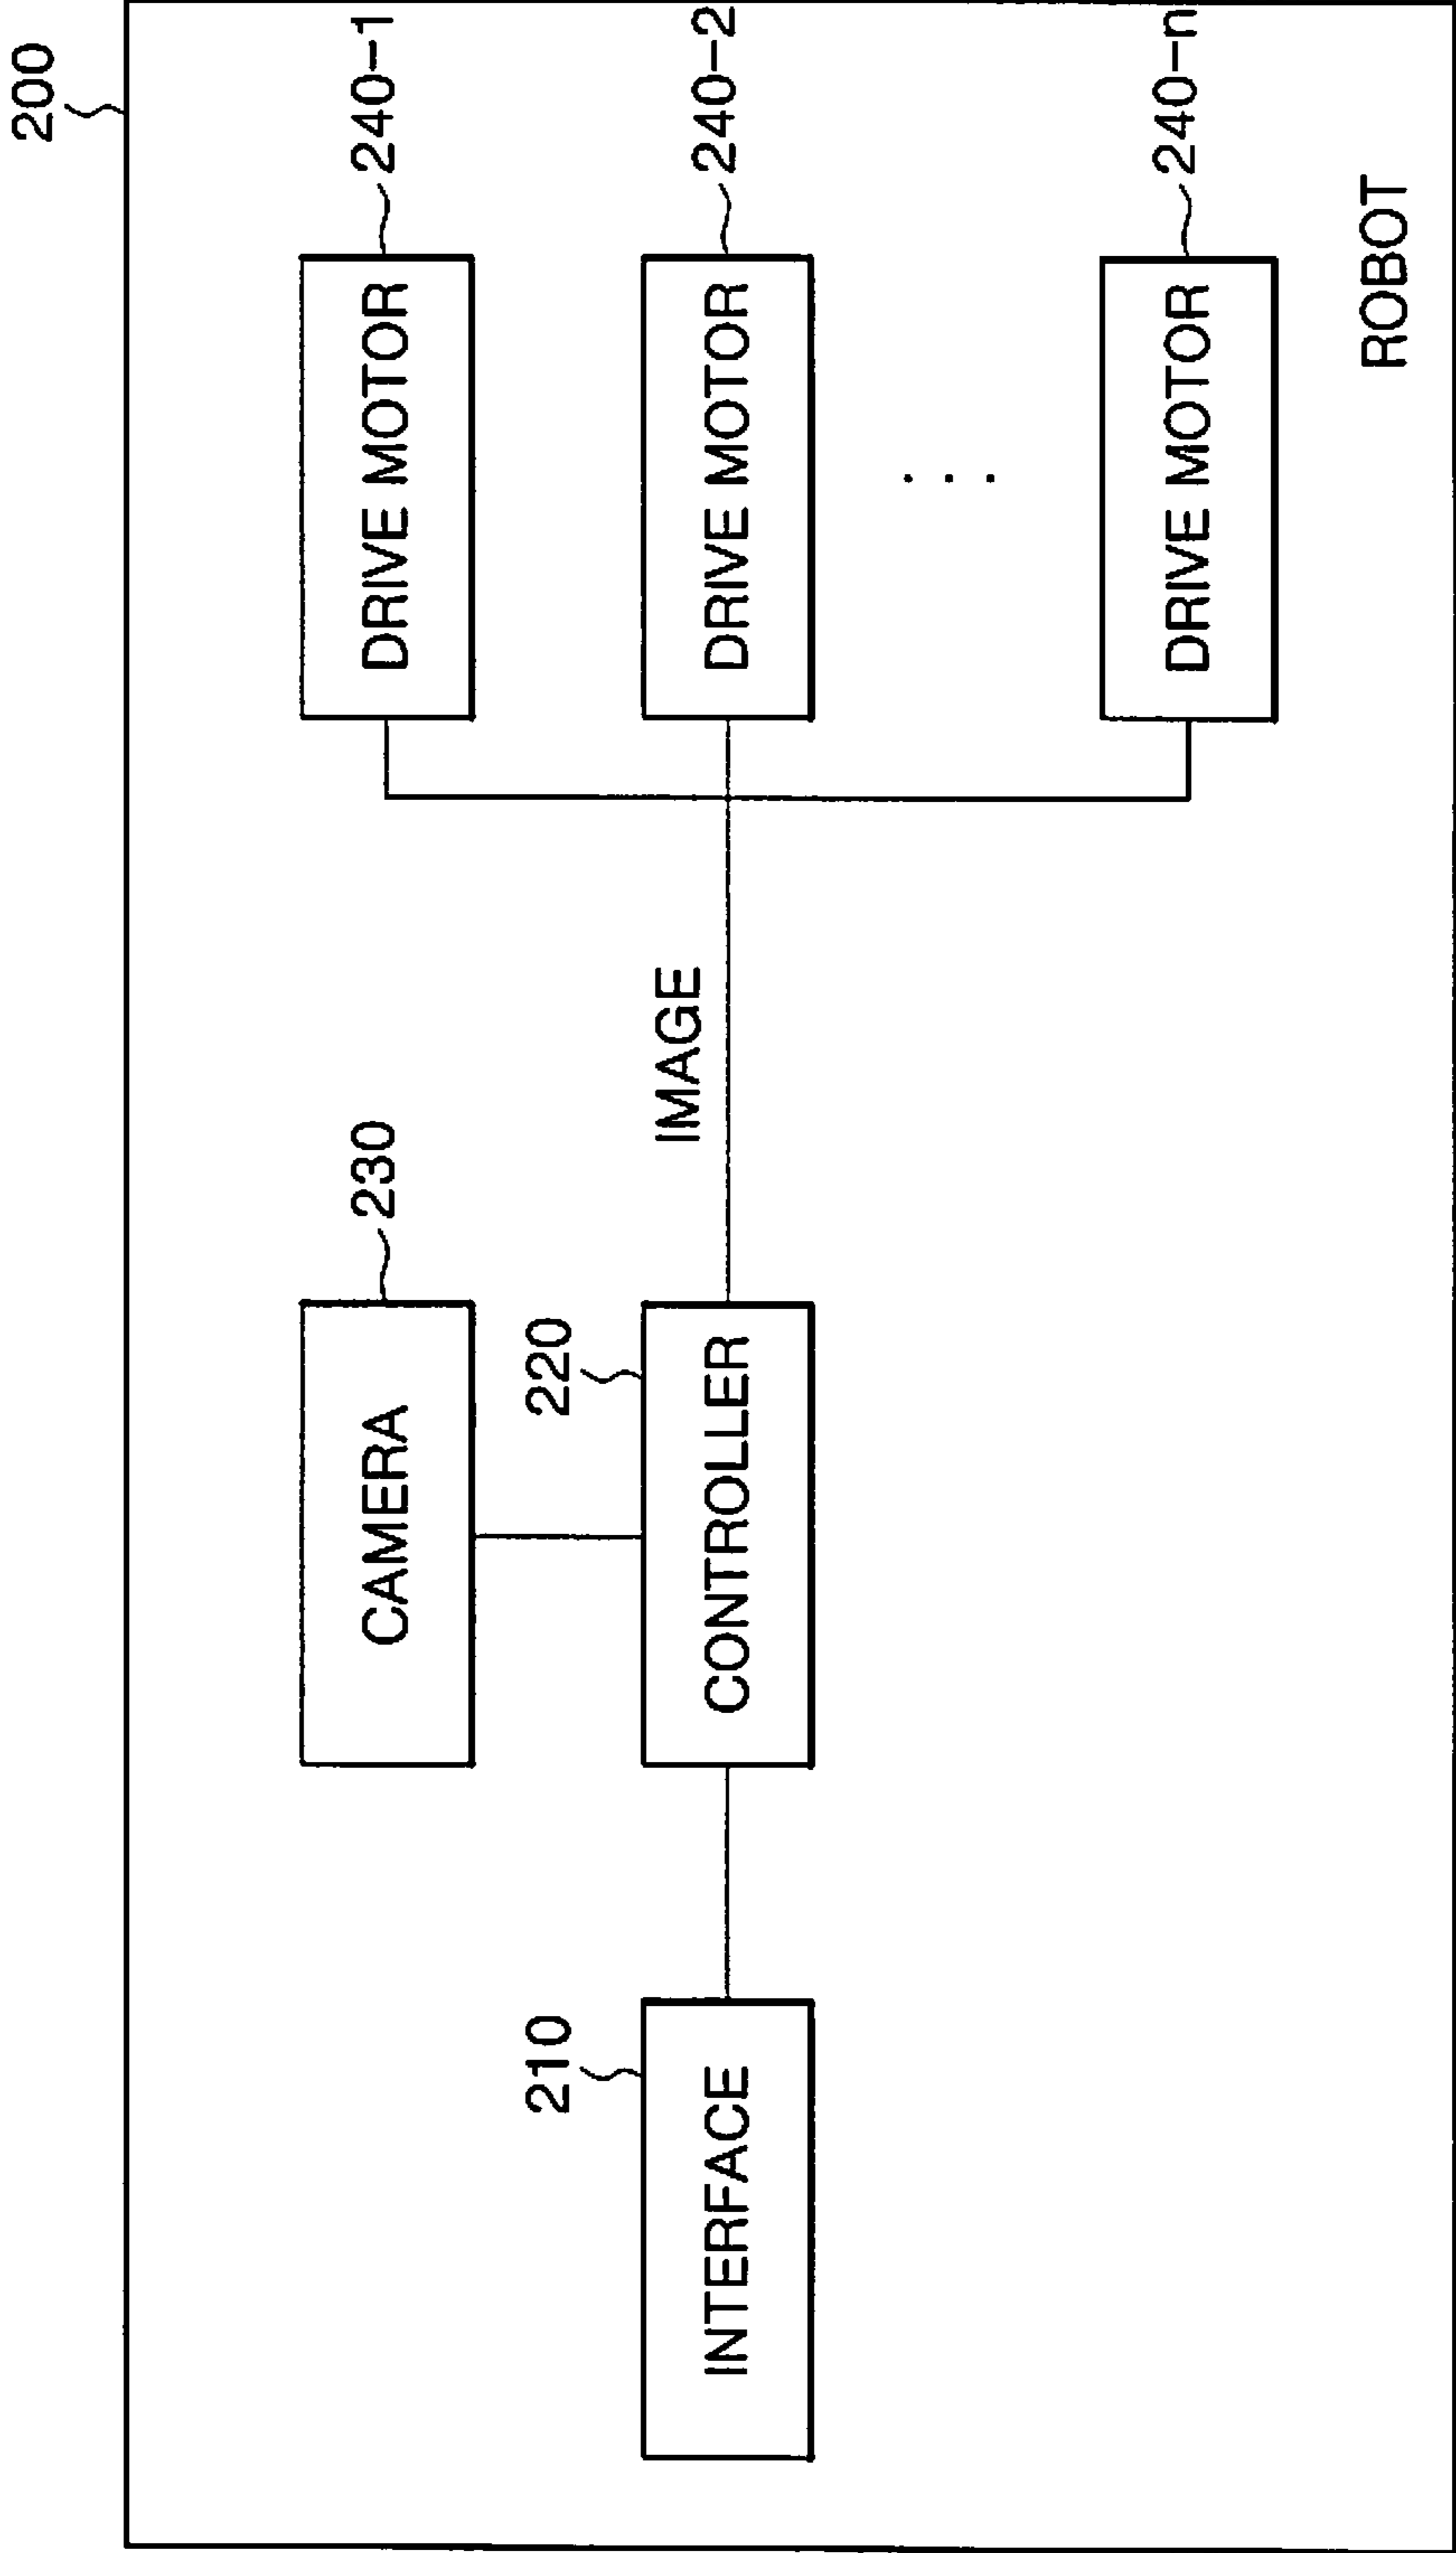 200
CAMERA
230
DRIVE MOTOR
240-1
210
220
INTERFACE
CONTROLLER
IMAGE
DRIVE MOTOR
240-2
...
DRIVE MOTOR
240-n
ROBOT